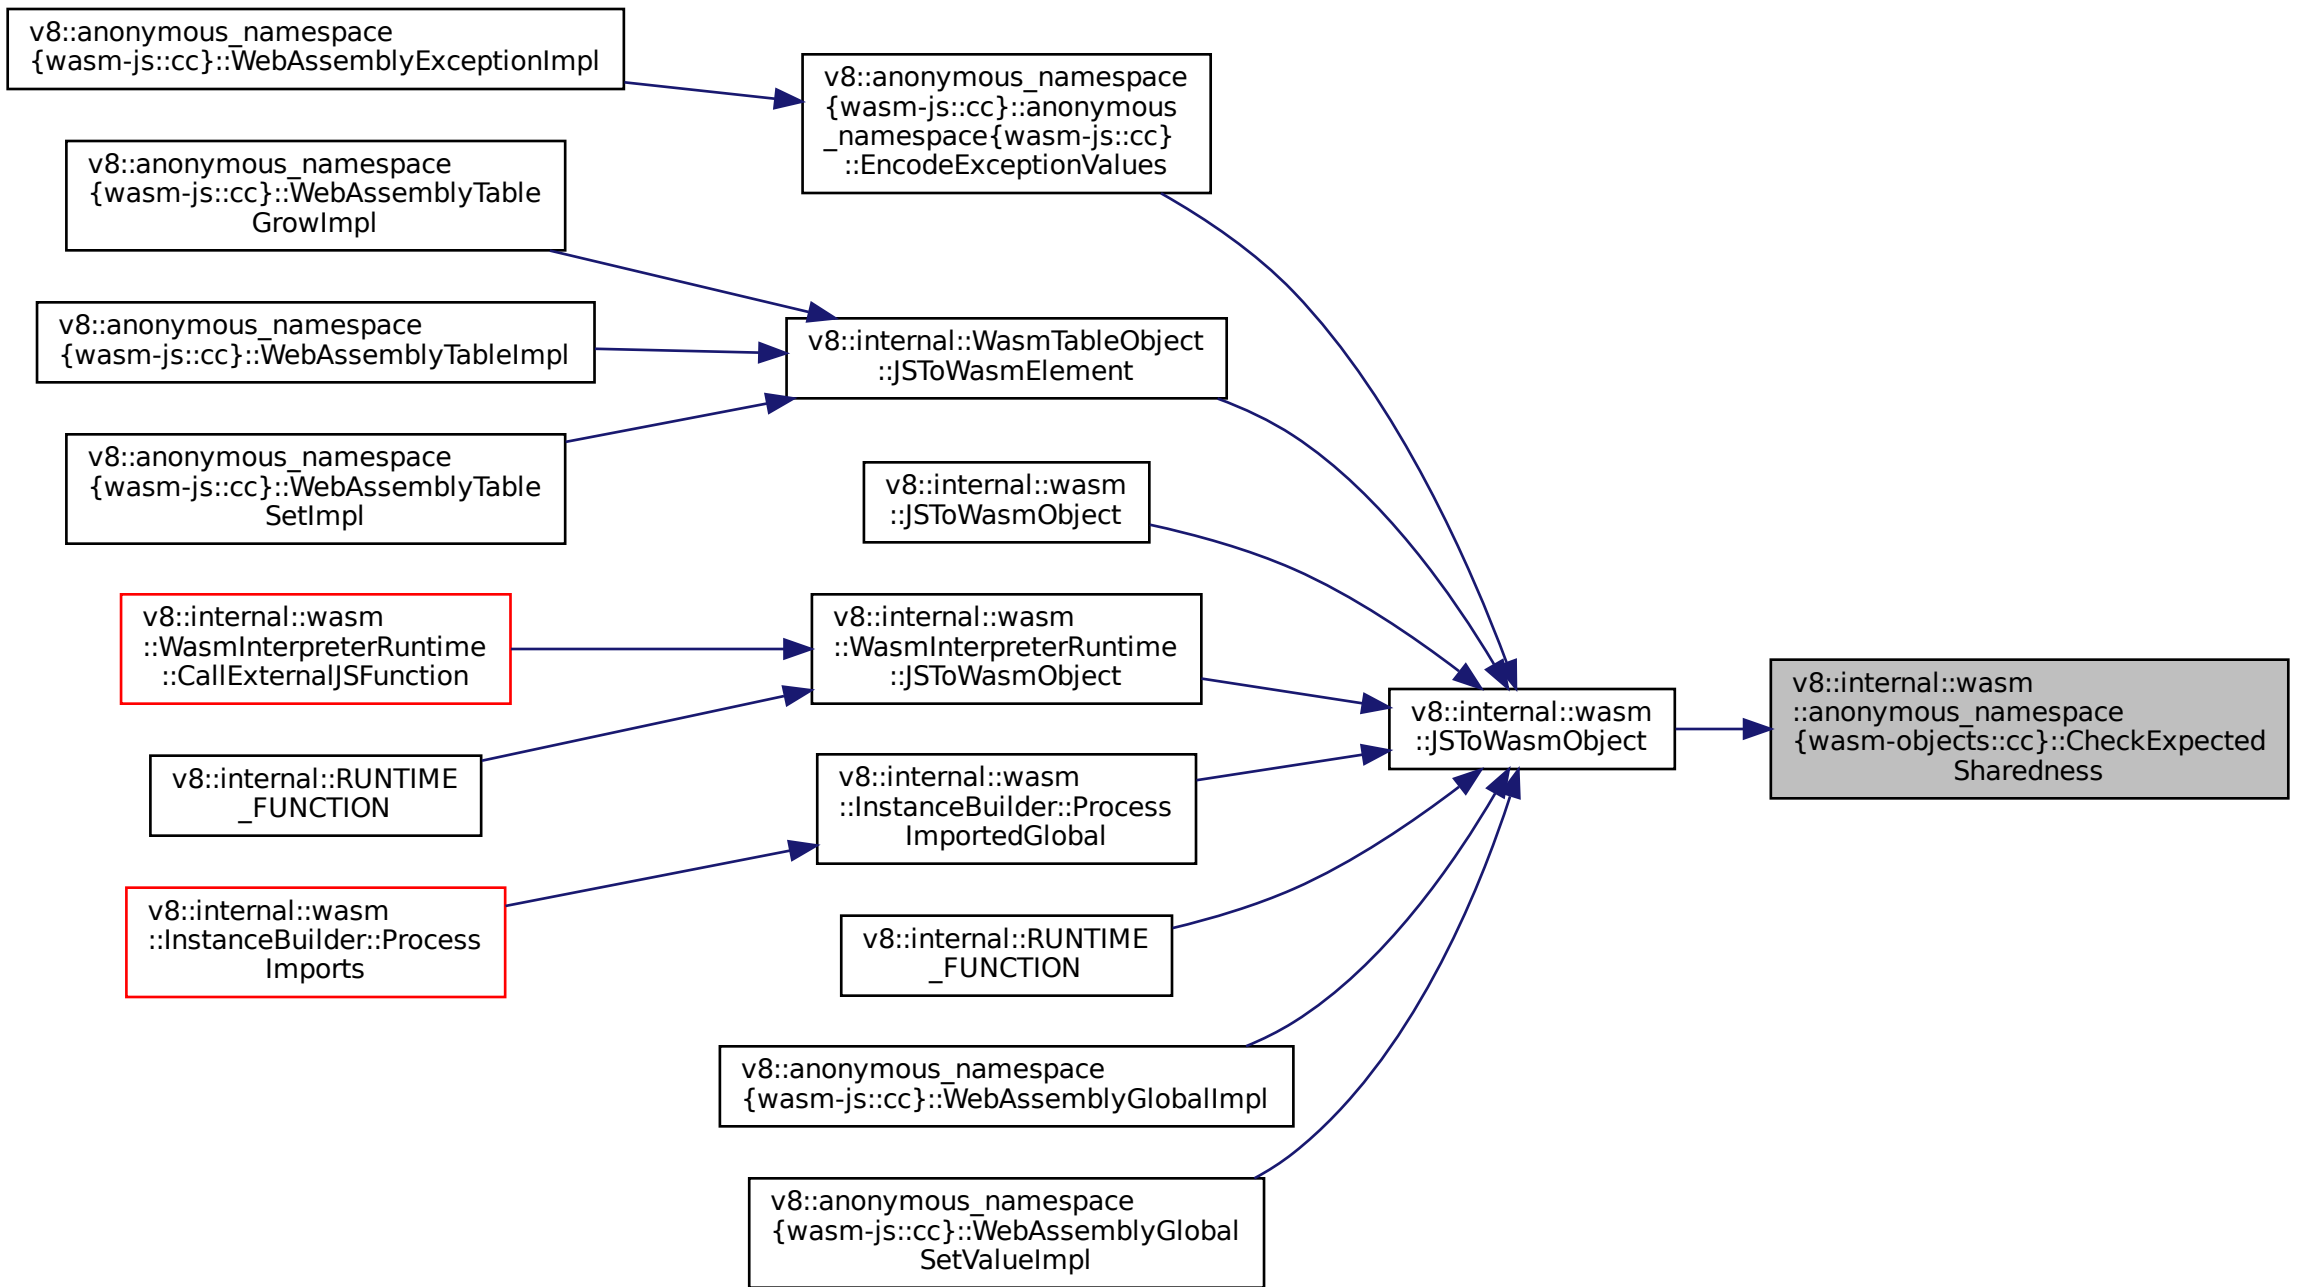 v8::anonymous_namespace
{wasm-js::cc}::WebAssemblyExceptionImpl
v8::anonymous_namespace
{wasm-js::cc}::WebAssemblyTable
GrowImpl
v8::anonymous_namespace
{wasm-js::cc}::WebAssemblyTableImpl
v8::anonymous_namespace
{wasm-js::cc}::WebAssemblyTable
SetImpl
v8::internal::wasm
::WasmInterpreterRuntime
::CallExternalJSFunction
v8::internal::RUNTIME
_FUNCTION
v8::internal::wasm
::InstanceBuilder::Process
Imports
v8::anonymous_namespace
{wasm-js::cc}::anonymous
_namespace{wasm-js::cc}
::EncodeExceptionValues
v8::internal::WasmTableObject
::JSToWasmElement
v8::internal::wasm
::JSToWasmObject
v8::internal::wasm
::WasmInterpreterRuntime
::JSToWasmObject
v8::internal::wasm
::InstanceBuilder::Process
ImportedGlobal
v8::internal::RUNTIME
_FUNCTION
v8::anonymous_namespace
{wasm-js::cc}::WebAssemblyGlobalImpl
v8::anonymous_namespace
{wasm-js::cc}::WebAssemblyGlobal
SetValueImpl
v8::internal::wasm
::JSToWasmObject
v8::internal::wasm
::anonymous_namespace
{wasm-objects::cc}::CheckExpected
Sharedness